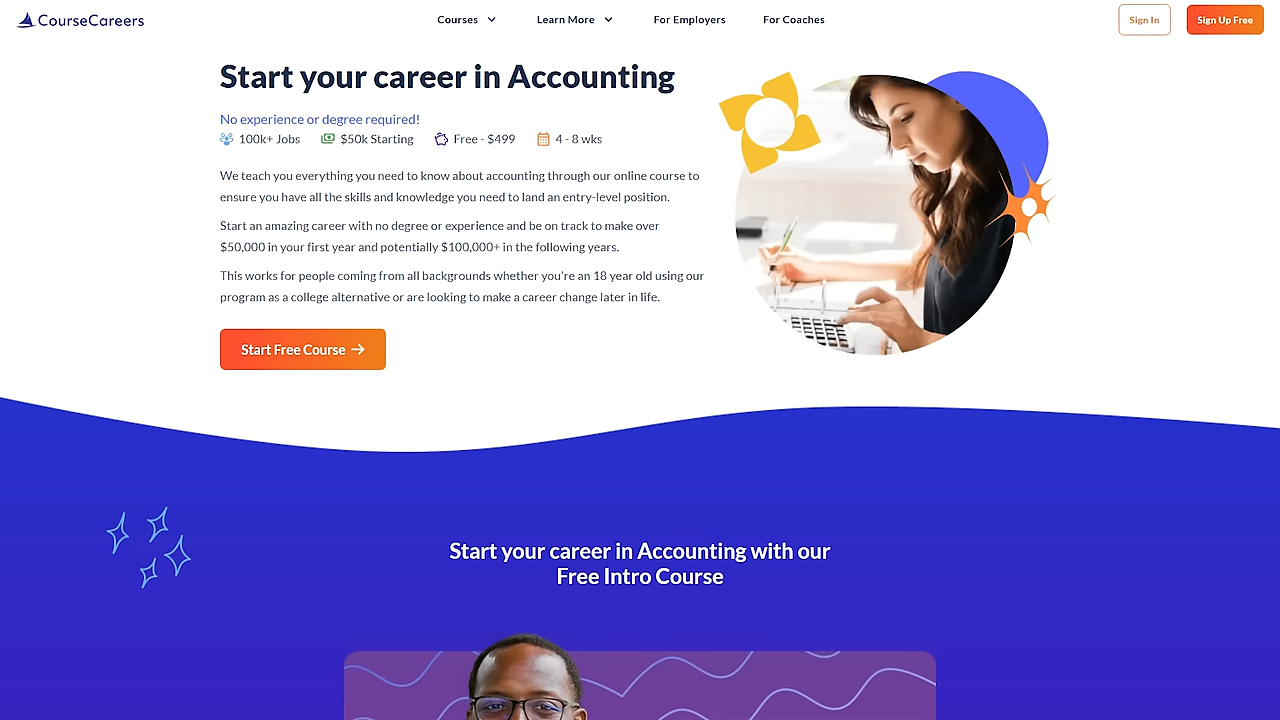 CourseCareers
Courses
Learn More
For Employers
For Coaches
Sign In
Sign Up Free
Start your career in Accounting
No experience or degree required!
100k+ Jobs
$50k Starting
Free - $499
4 - 8 wks
We teach you everything you need to know about accounting through our online course to
ensure you have all the skills and knowledge you need to land an entry-level position.
Start an amazing career with no degree or experience and be on track to make over
$50,000 in your first year and potentially $100,000+ in the following years.
This works for people coming from all backgrounds whether you’re an 18 year old using our
program as a college alternative or are looking to make a career change later in life.
Start Free Course
Start your career in Accounting with our
Free Intro Course